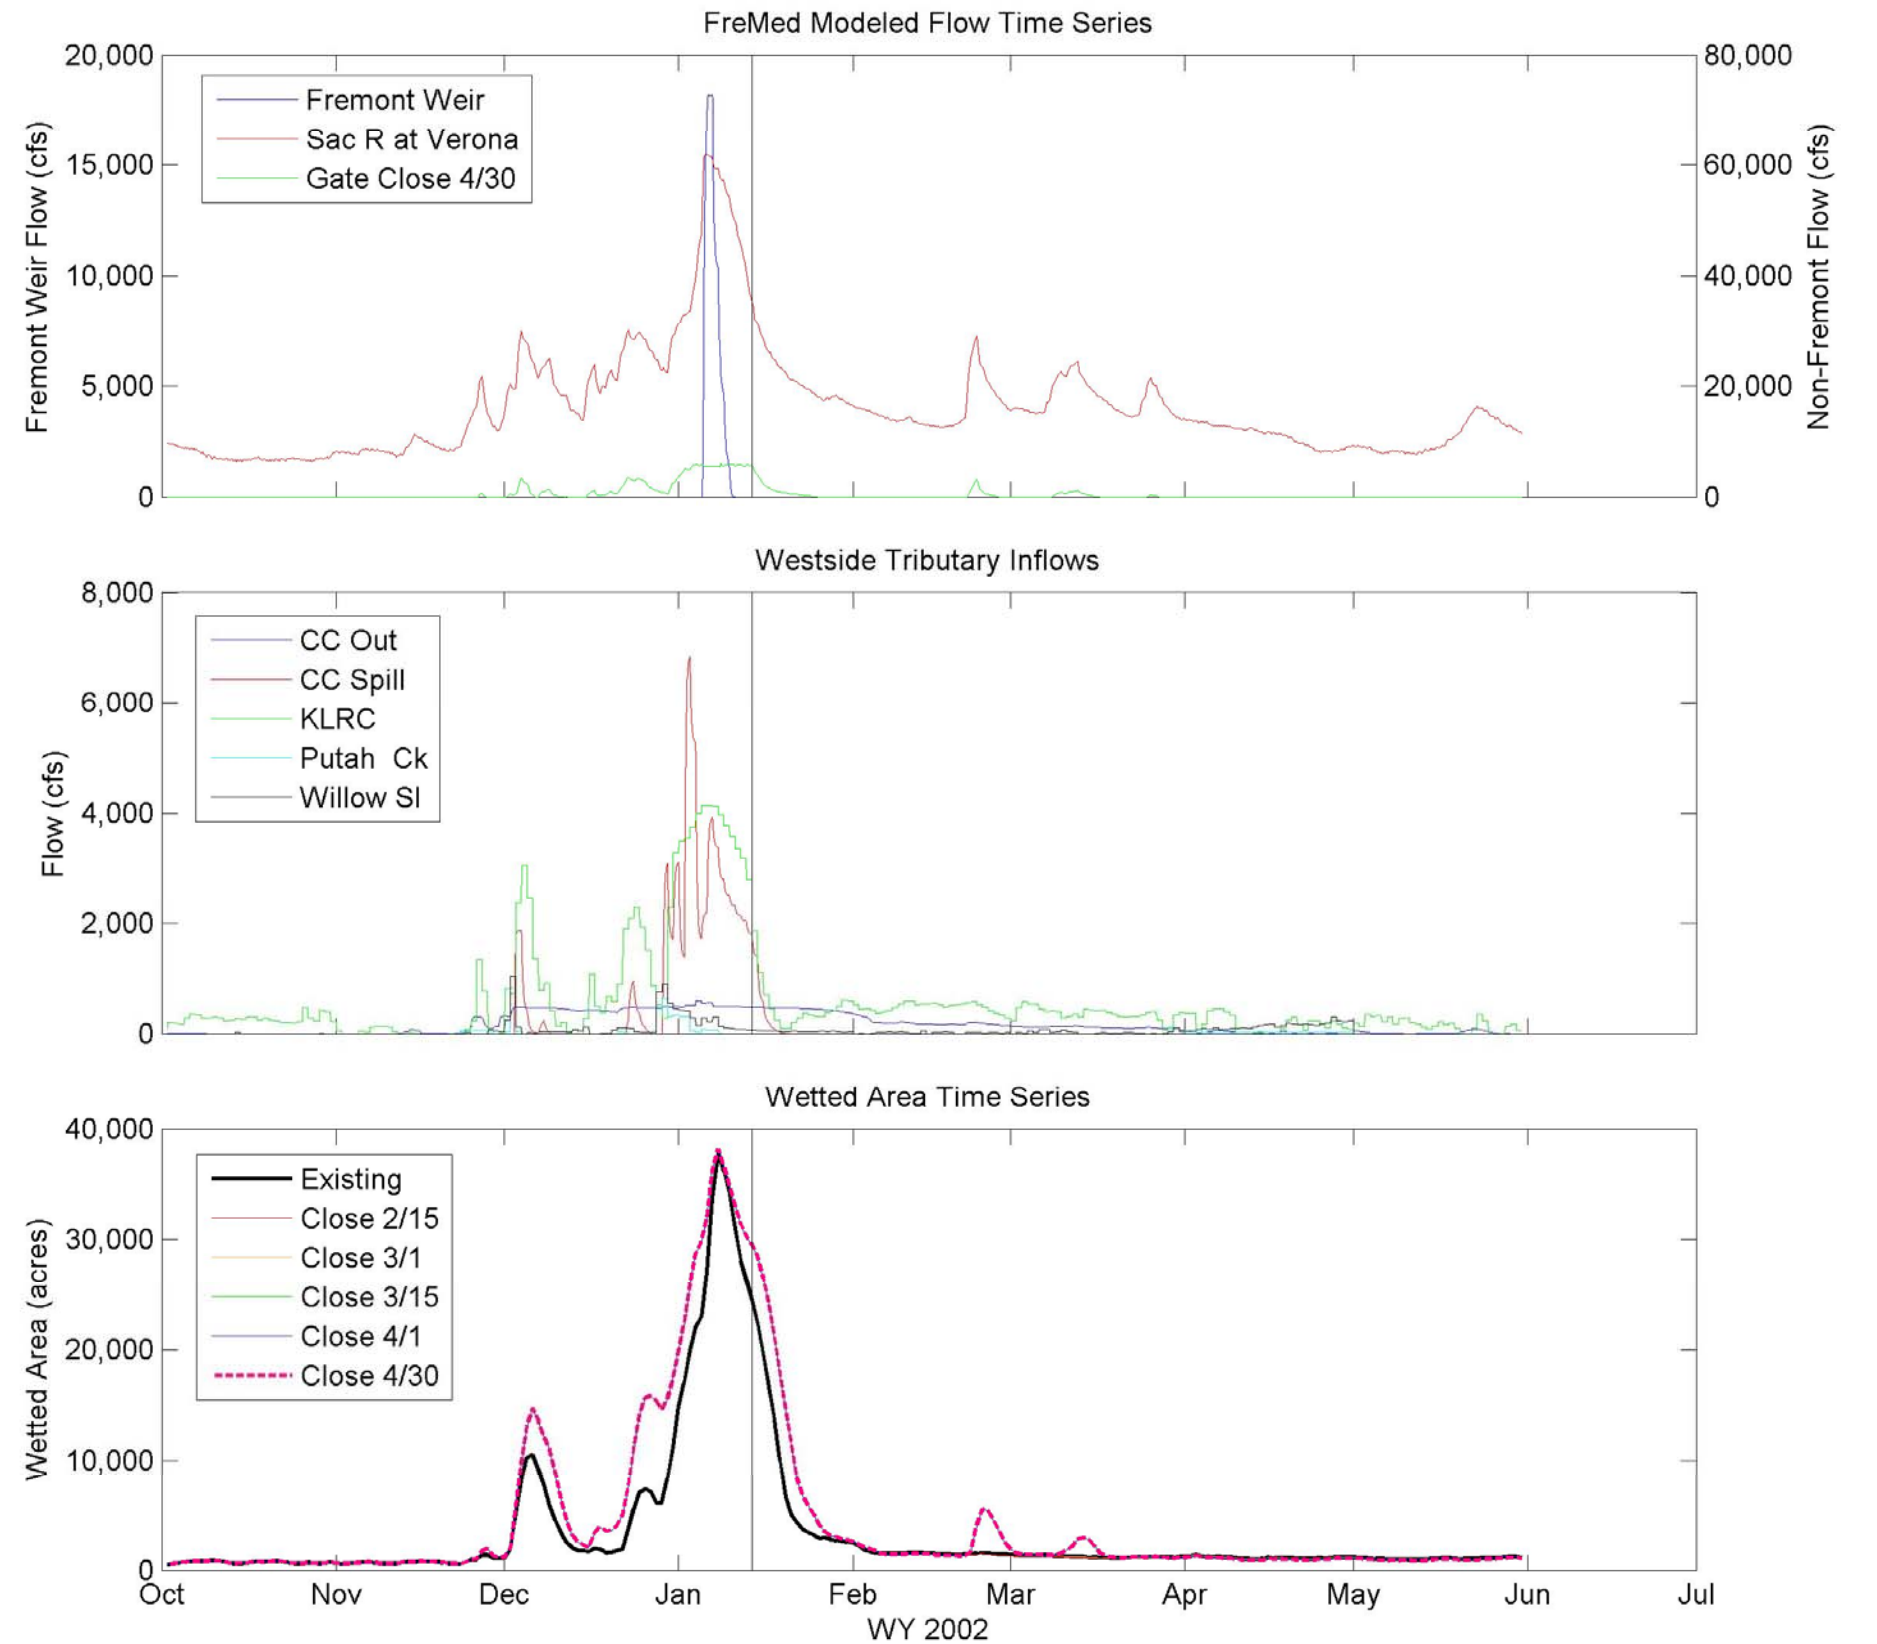 FreMed Modeled Flow Time Series
20,000
15,000
10,000
5,000
0
80,000
60,000
40,000
20,000
0
Fremont Weir Flow (cfs)
Non-Fremont Flow (cfs)
Fremont Weir
Sac R at Verona
Gate Close 4/30
Westside Tributary Inflows
8,000
6,000
4,000
2,000
0
Flow (cfs)
CC Out
CC Spill
KLRC
Putah Ck
Willow Sl
Wetted Area Time Series
40,000
30,000
20,000
10,000
0
Wetted Area (acres)
Existing
Close 2/15
Close 3/1
Close 3/15
Close 4/1
Close 4/30
Oct Nov Dec Jan Feb Mar Apr May Jun Jul
WY 2002